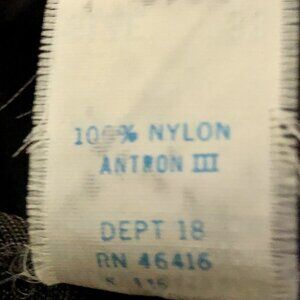 100% NYLON
ANTRON III
DEPT 18
RN 46416